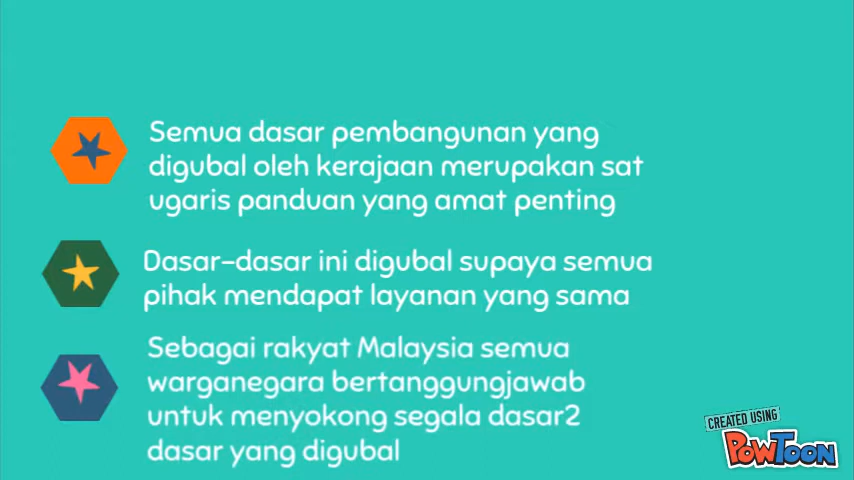 Semua dasar pembangunan yang
digubal oleh kerajaan merupakan sat
ugaris panduan yang amat penting
Dasar-dasar ini digubal supaya semua
pihak mendapat layanan yang sama
Sebagai rakyat Malaysia semua
warganegara bertanggungjawab
untuk menyokong segala dasar2
dasar yang digubal
CREATED USING
POWTOON